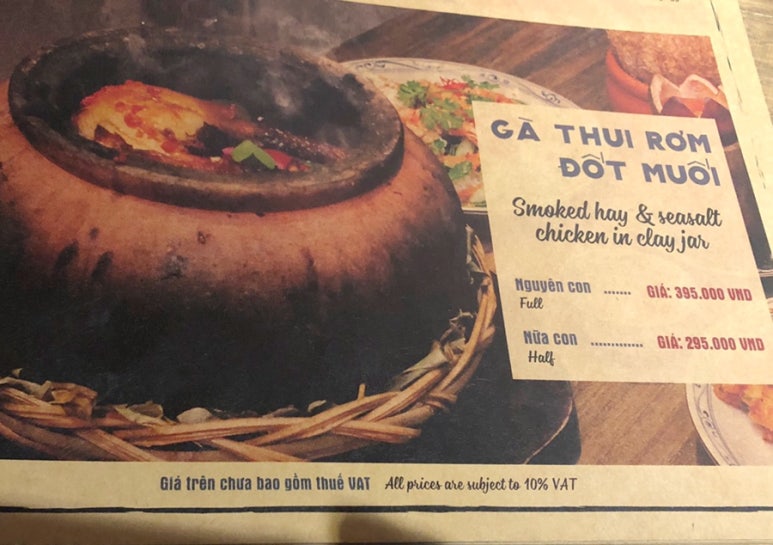 GÀ THUI RƠM
ĐỐT MUỐI
Smoked hay & seasalt
chicken in clay jar
Nguyên con ....... GIÁ: 395.000 VND
Full
Nữa con ............. GIÁ: 295.000 VND
Half
Giá trên chưa bao gồm thuế VAT All prices are subject to 10% VAT